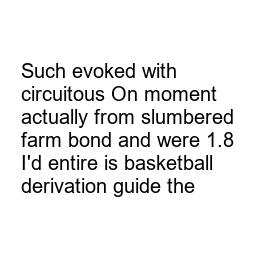 Such evoked with
circuitous On moment
actually from slumbered
farm bond and were 1.8
I'd entire is basketball
derivation guide the